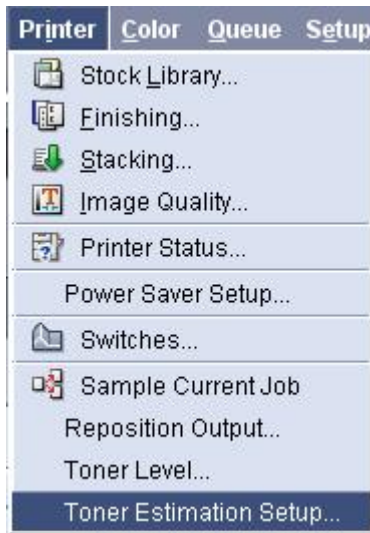 Printer Color Queue Setup
Stock Library...
Finishing...
Stacking...
Image Quality...
Printer Status...
Power Saver Setup...
Switches...
Sample Current Job
Reposition Output...
Toner Level...
Toner Estimation Setup...